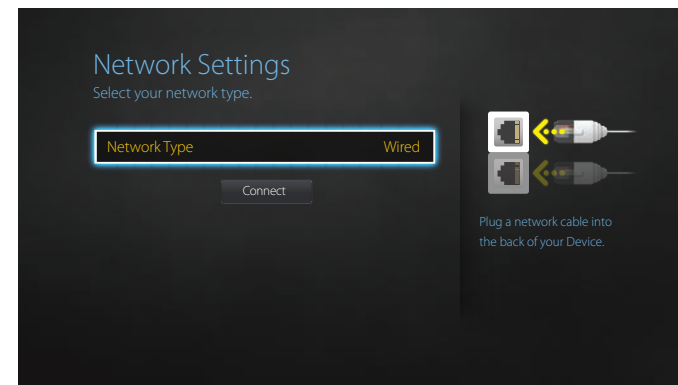 Network Settings
Select your network type.
Network Type Wired
Connect
Plug a network cable into
the back of your Device.